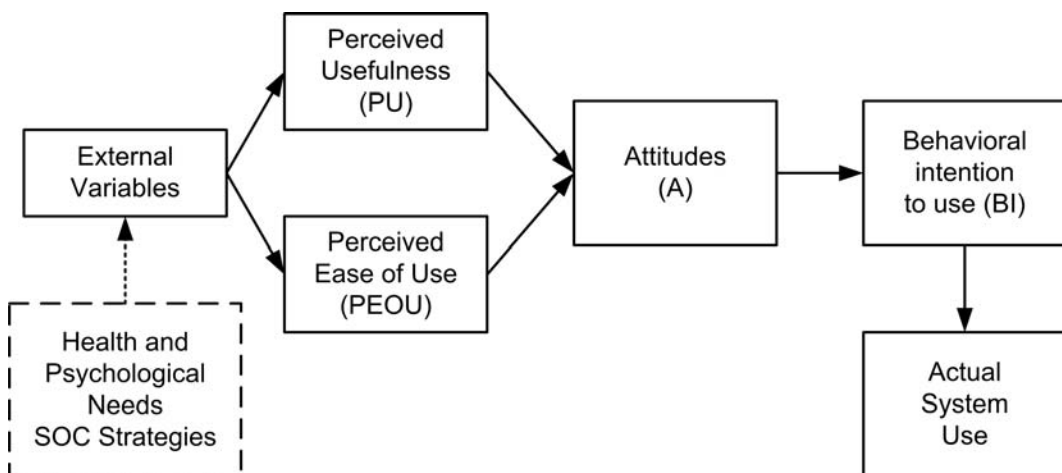 External
Variables
Health and
Psychological
Needs
SOC Strategies
Perceived
Usefulness
(PU)
Perceived
Ease of Use
(PEOU)
Attitudes
(A)
Behavioral
intention
to use (BI)
Actual
System
Use